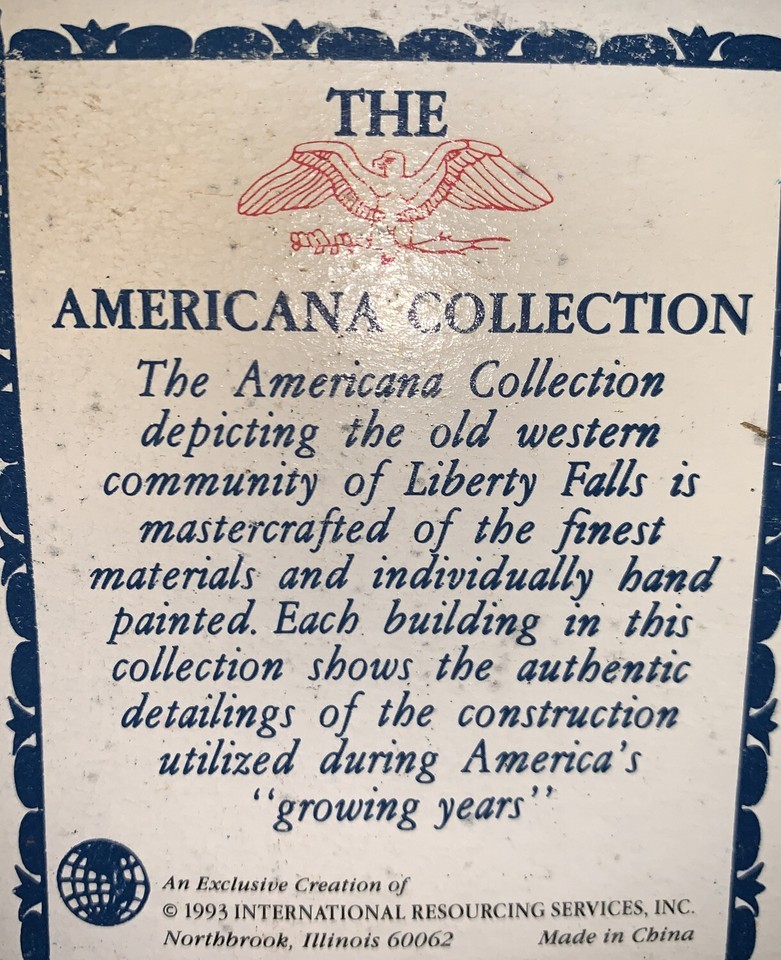 THE
AMERICANA COLLECTION
The Americana Collection
depicting the old western
community of Liberty Falls is
mastercrafted of the finest
materials and individually hand
painted. Each building in this
collection shows the authentic
detailings of the construction
utilized during America's
"growing years"
An Exclusive Creation of
© 1993 INTERNATIONAL RESOURCING SERVICES, INC.
Northbrook, Illinois 60062 Made in China